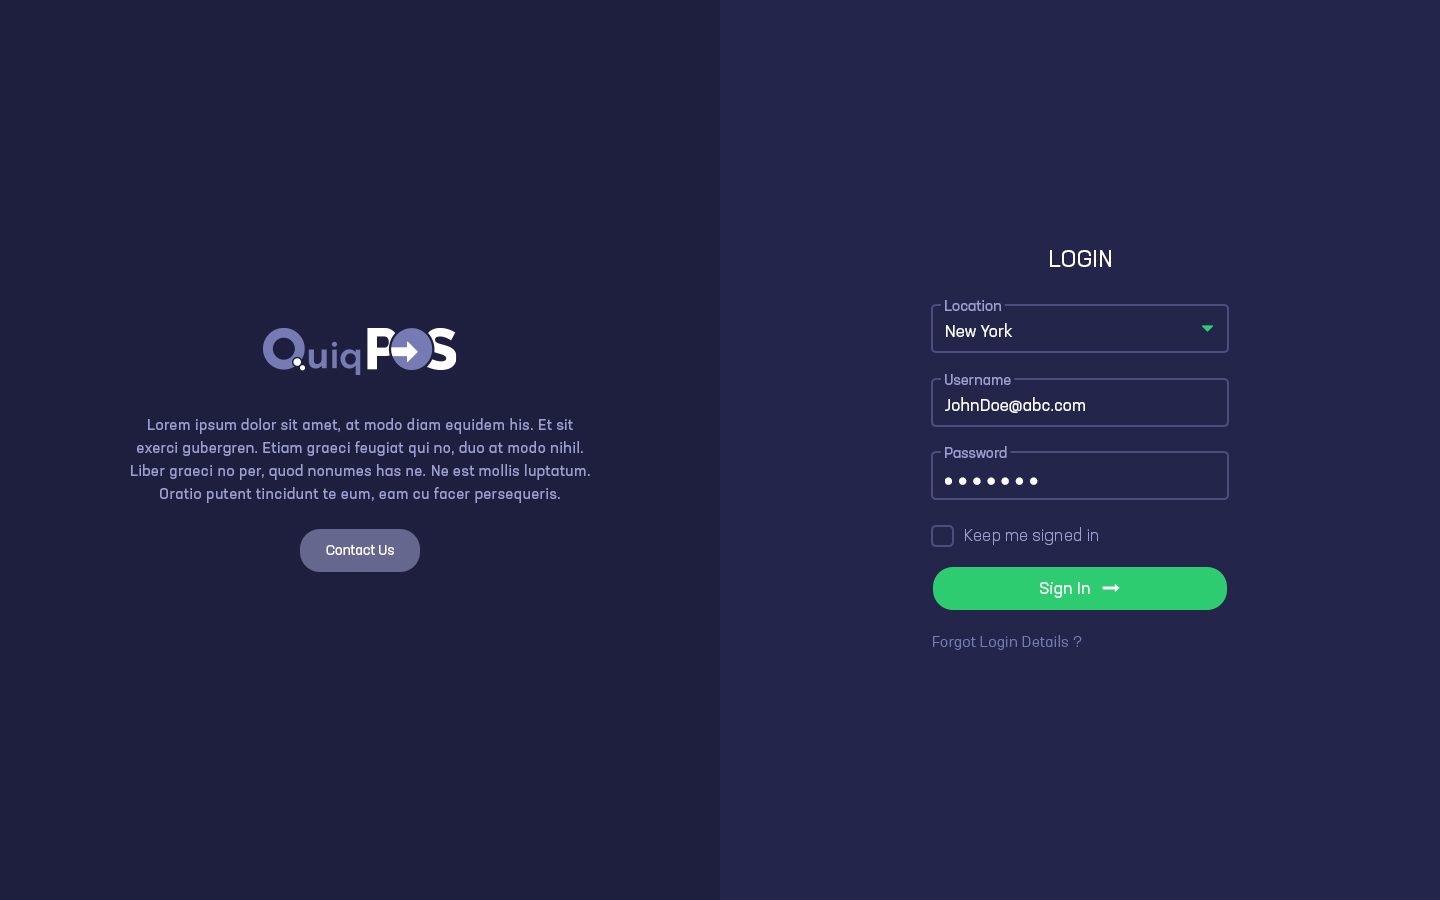 QuiqPOS
Lorem ipsum dolor sit amet, at modo diam equidem his. Et sit
exerci gubergren. Etiam graeci feugiat qui no, duo at modo nihil.
Liber graeci no per, quod nonumes has ne. Ne est mollis luptatum.
Oratio putent tincidunt te eum, eam cu facer persequeris.
Contact Us
LOGIN
Location
New York
Username
JohnDoe@abc.com
Password
Keep me signed in
Sign In
Forgot Login Details ?